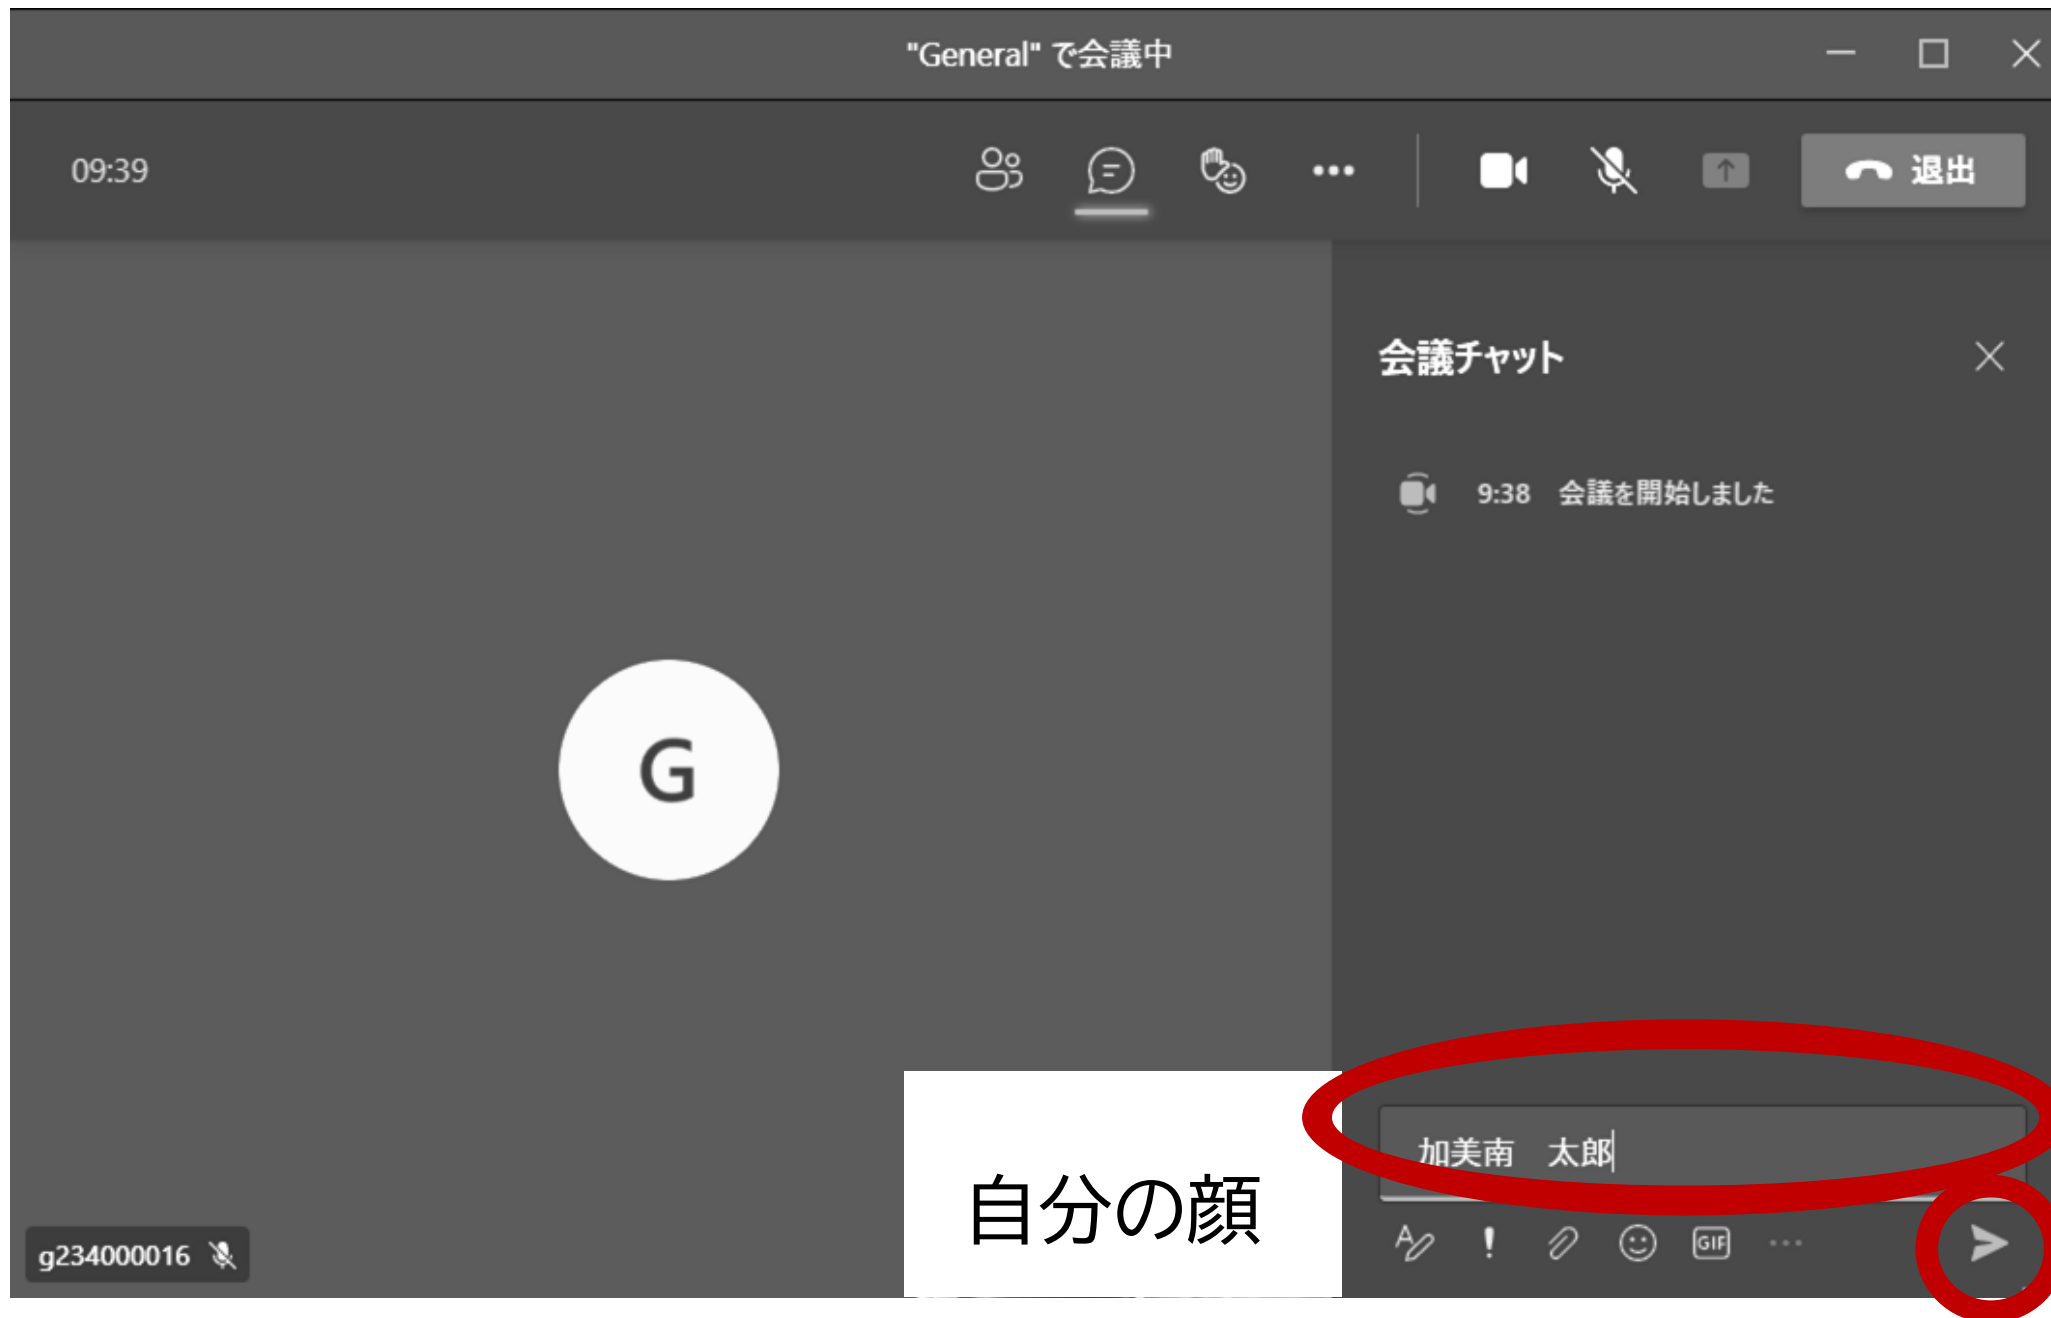 "General" で会議中
09:39
退出
会議チャット
9:38 会議を開始しました
G
加美南　太郎
自分の顔
GIF
g234000016